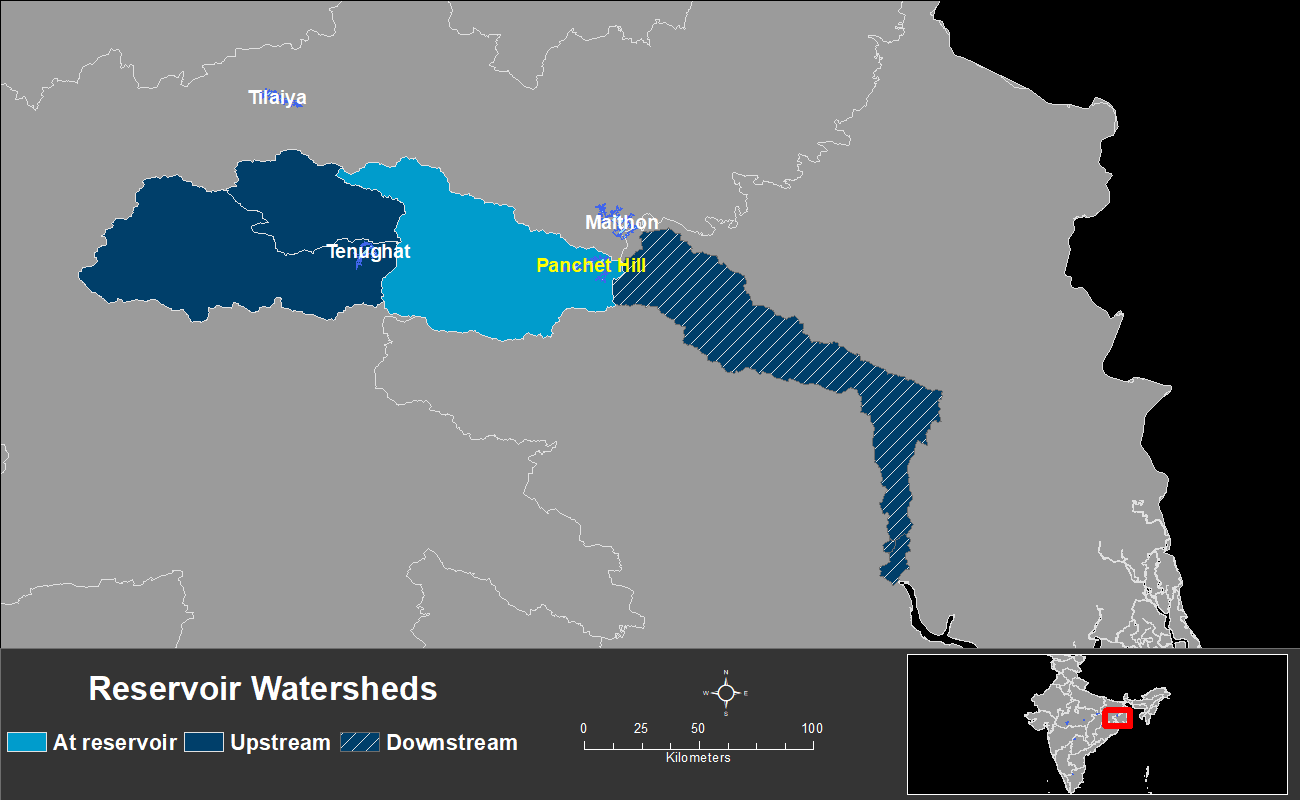 Tilaiya
Maithon
Tenughat
Panchet Hill
Reservoir Watersheds
At reservoir
Upstream
Downstream
N
W
E
S
0 25 50 100
Kilometers